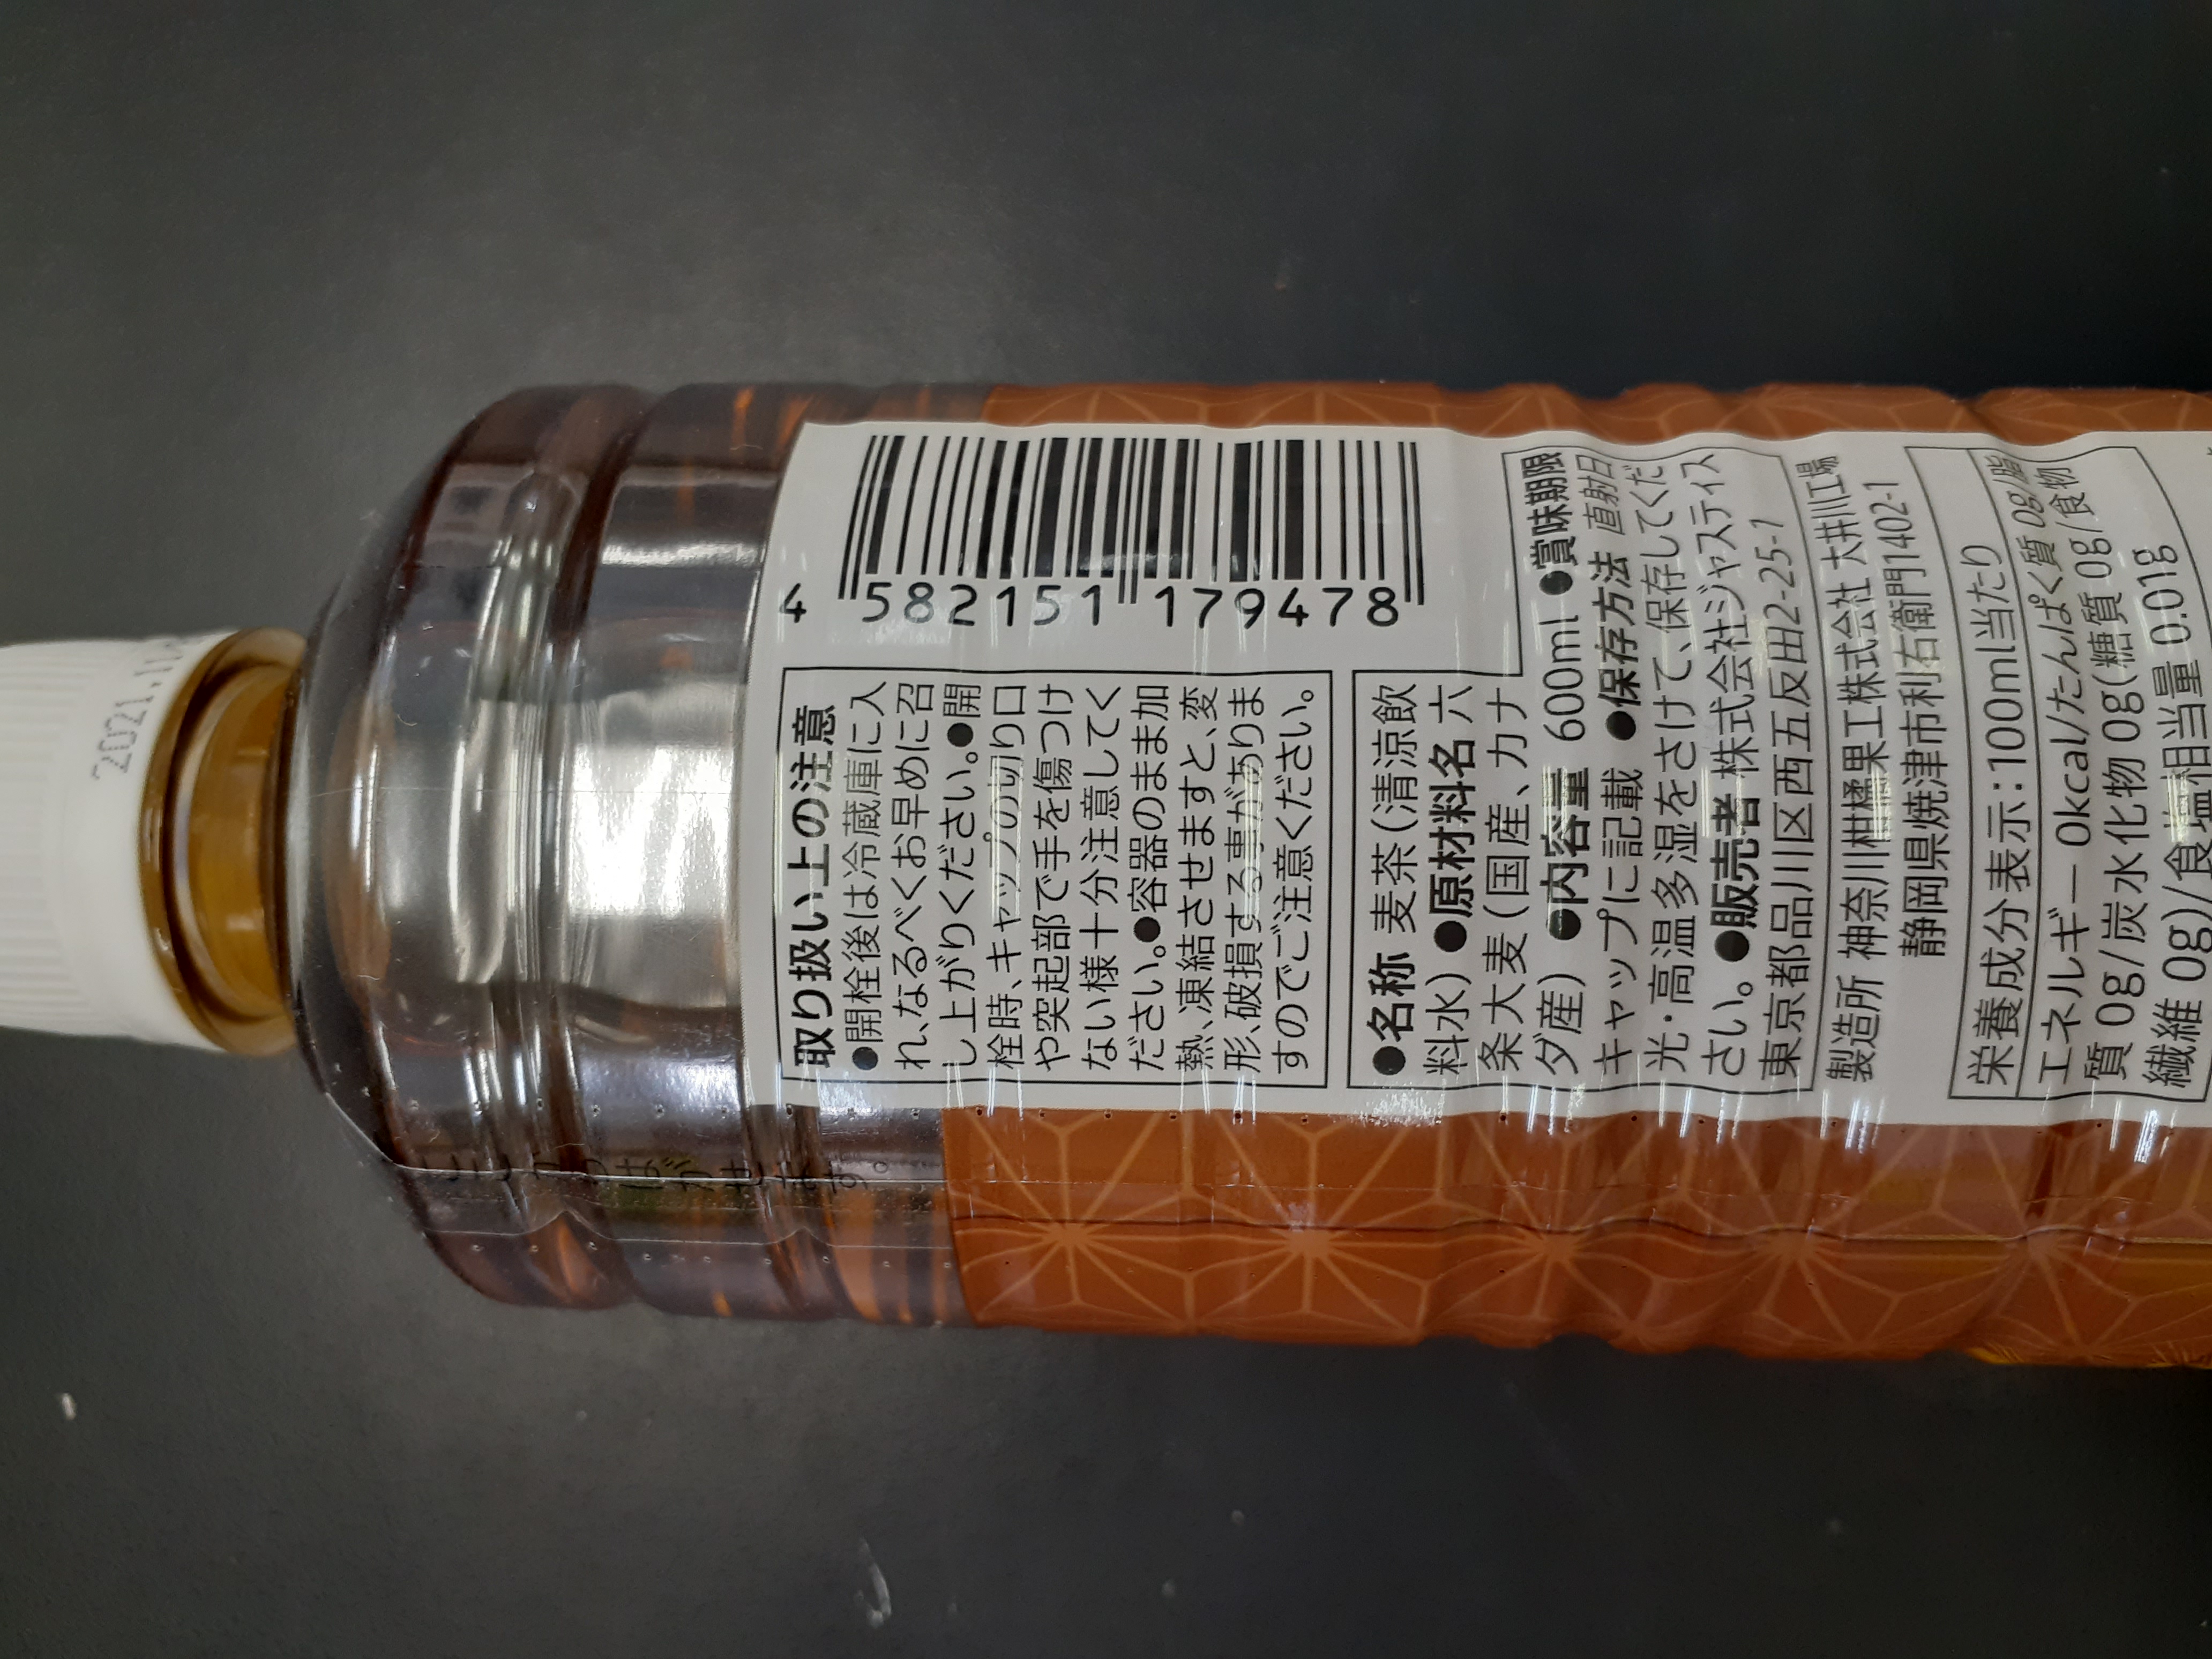 2021.11
4 582151 179478
取り扱い上の注意
●開栓後は冷蔵庫に入
れ、なるべくお早めに召
し上がりください。●開
栓時、キャップの切り口
や突起部で手を傷つけ
ない様十分注意してく
ださい。●容器のまま加
熱、凍結させますと、変
形、破損する事がありま
すのでご注意ください。
●名称 麦茶(清涼飲
料水) ●原材料名 六
条大麦(国産、カナ
ダ産) ●内容量 600ml ●賞味期限
キャップに記載 ●保存方法 直射日
光・高温多湿をさけて、保存してくだ
さい。●販売者 株式会社ジャスティス
東京都品川区西五反田2-25-1
製造所 神奈川柑橘果工株式会社 大井川工場
静岡県焼津市利右衛門1402-1
栄養成分表示:100ml当たり
エネルギー 0kcal/たんぱく質 0g/脂
質 0g/炭水化物 0g(糖質 0g/食物
繊維 0g)/食塩相当量 0.01g